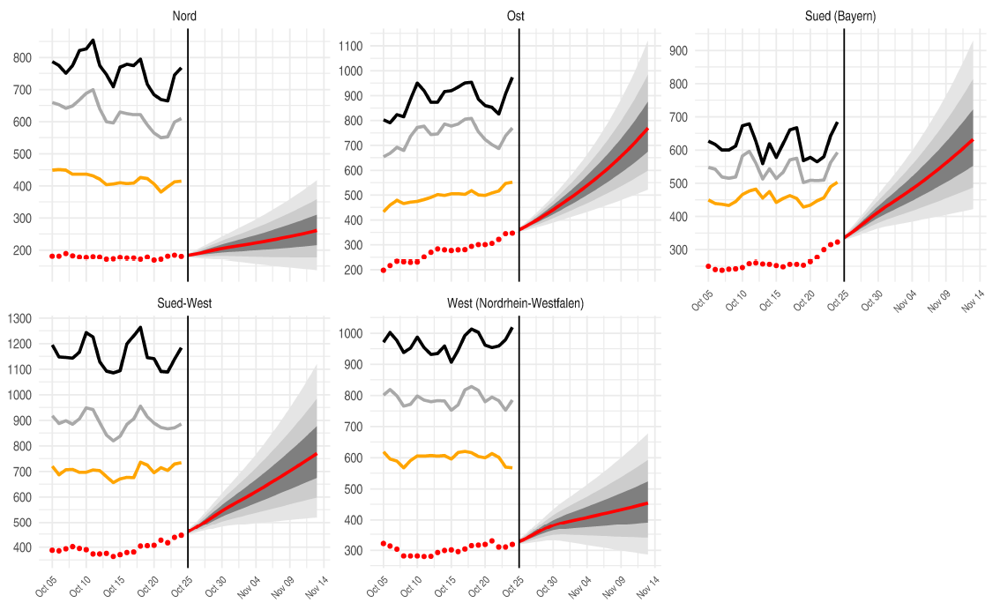 Nord
800
700
600
500
400
300
200
Ost
1100
1000
900
800
700
600
500
400
300
200
Sued (Bayern)
900
800
700
600
500
400
300
Oct 05
Oct 10
Oct 15
Oct 20
Oct 25
Oct 30
Nov 04
Nov 09
Nov 14
Sued-West
1300
1200
1100
1000
900
800
700
600
500
400
Oct 05
Oct 10
Oct 15
Oct 20
Oct 25
Oct 30
Nov 04
Nov 09
Nov 14
West (Nordrhein-Westfalen)
1000
900
800
700
600
500
400
300
Oct 05
Oct 10
Oct 15
Oct 20
Oct 25
Oct 30
Nov 04
Nov 09
Nov 14